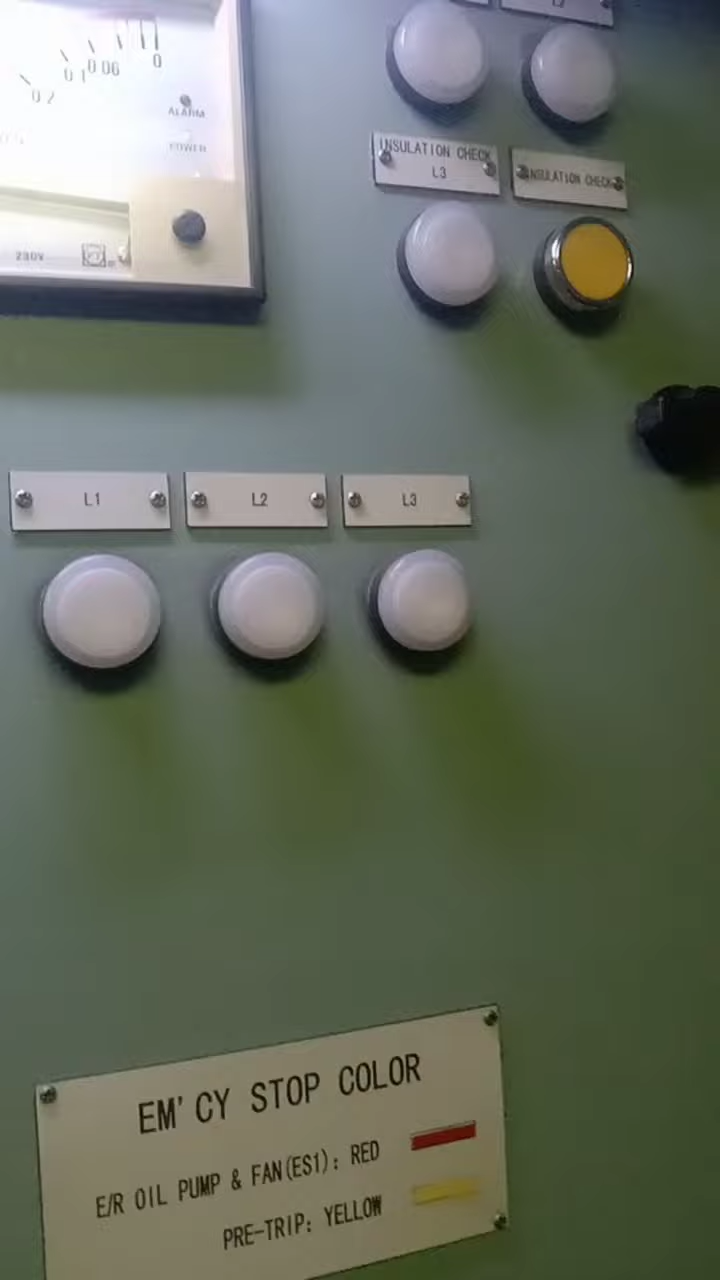 0.2
0.1
0.06
0
ALARM
POWER
230V
INSULATION CHECK
L3
INSULATION CHECK
L1
L2
L3
EM'CY STOP COLOR
E/R OIL PUMP & FAN(ES1): RED
PRE-TRIP: YELLOW